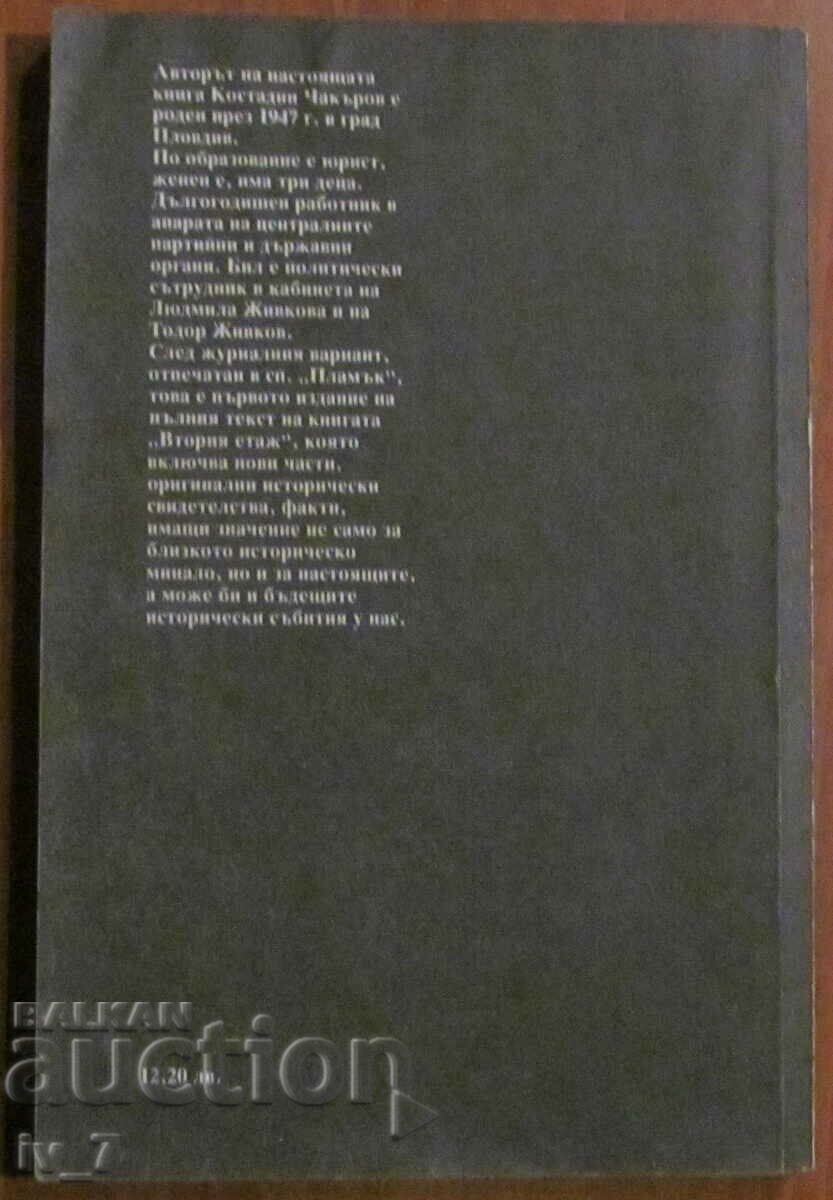 Авторът на настоящата
книга Костадин Чакъров е
роден през 1947 г. в град
Пловдив.
По образование е юрист,
женен е, има три деца.
Дългогодишен работник в
апарата на централните
партийни и държавни
органи. Бил е политически
сътрудник в кабинета на
Людмила Живкова и на
Тодор Живков.
След журналния вариант,
отпечатан в сп. „Пламък“,
това е първото издание на
пълния текст на книгата
„Втория етаж“, която
включва нови части,
оригинални исторически
свидетелства, факти,
имащи значение не само за
близкото историческо
минало, но и за настоящите,
а може би и бъдещите
исторически събития у нас.
BALKAN
auction
12,20 лв.
iv_7